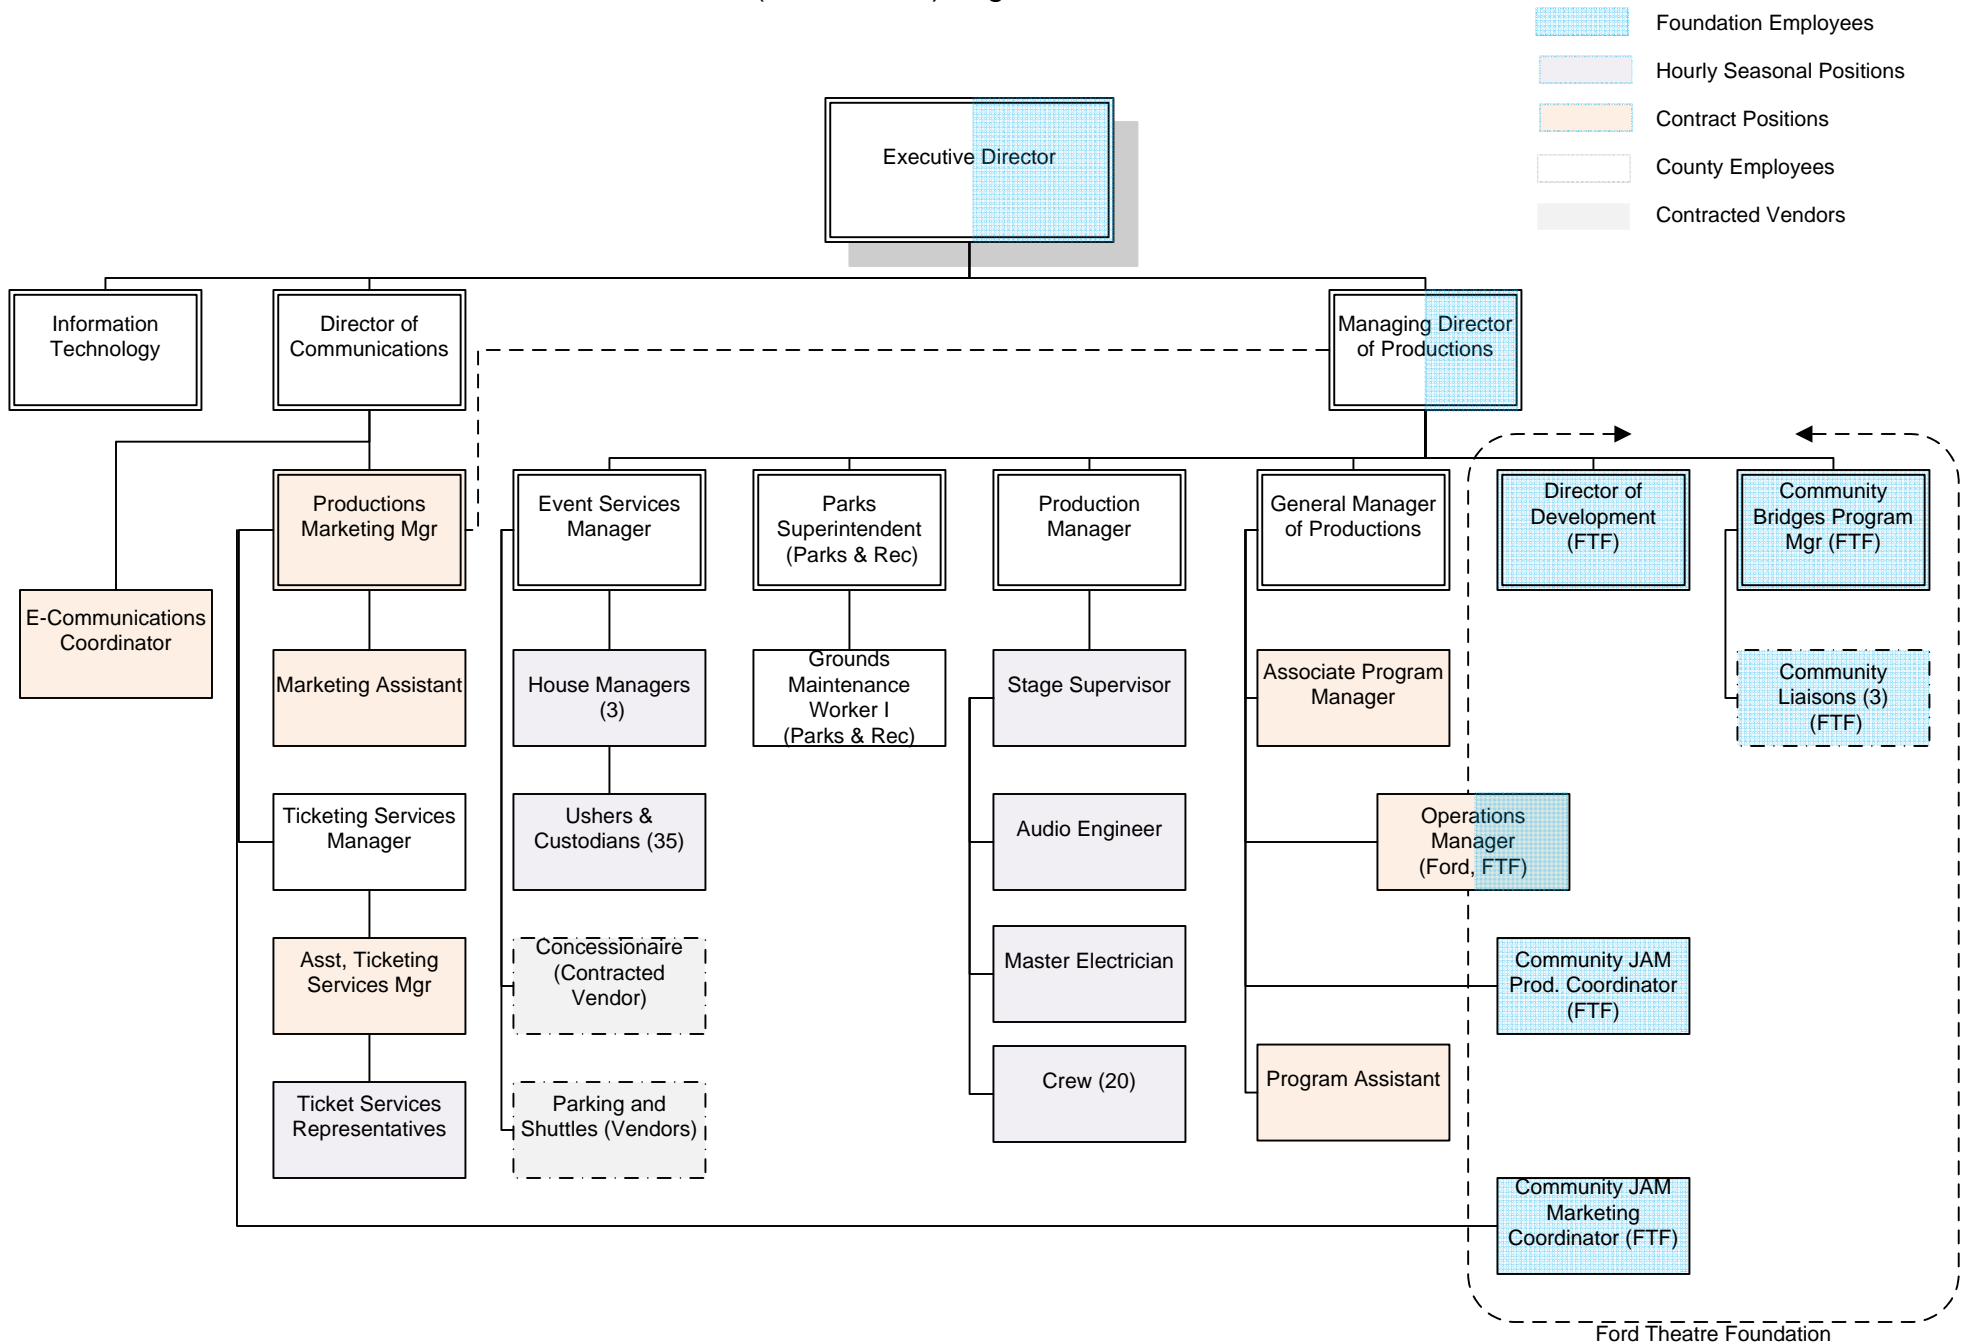 Foundation Employees
Hourly Seasonal Positions
Contract Positions
County Employees
Contracted Vendors
Executive Director
Information
Technology
Director of
Communications
Managing Director
of Productions
Productions
Marketing Mgr
Event Services
Manager
Parks
Superintendent
(Parks & Rec)
Production
Manager
General Manager
of Productions
Director of
Development
(FTF)
Community
Bridges Program
Mgr (FTF)
E-Communications
Coordinator
Marketing Assistant
House Managers
(3)
Grounds
Maintenance
Worker I
(Parks & Rec)
Stage Supervisor
Associate Program
Manager
Community
Liaisons (3)
(FTF)
Ticketing Services
Manager
Ushers &
Custodians (35)
Audio Engineer
Operations
Manager
(Ford, FTF)
Asst, Ticketing
Services Mgr
Concessionaire
(Contracted
Vendor)
Master Electrician
Community JAM
Prod. Coordinator
(FTF)
Ticket Services
Representatives
Parking and
Shuttles (Vendors)
Crew (20)
Program Assistant
Community JAM
Marketing
Coordinator (FTF)
Ford Theatre Foundation